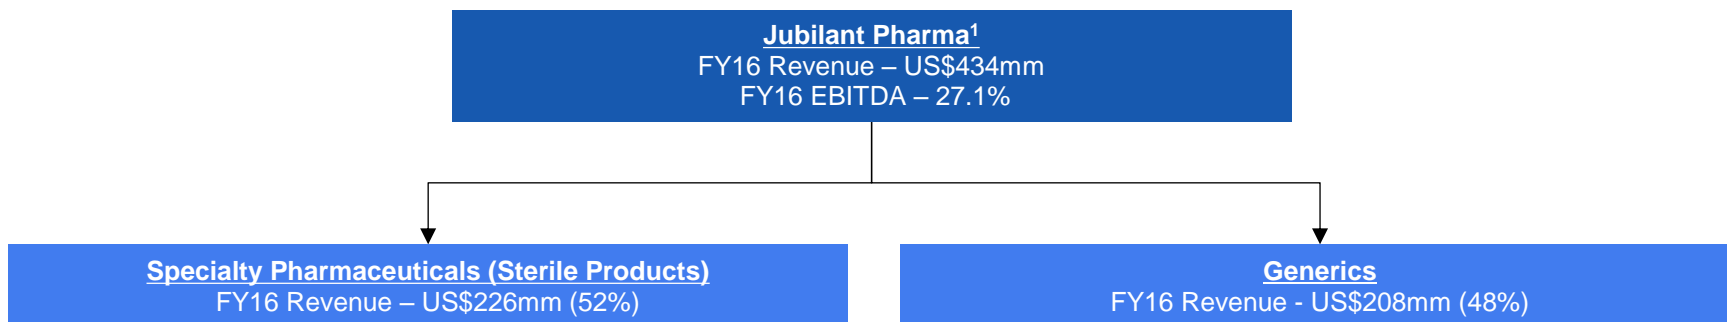 Jubilant Pharma¹
FY16 Revenue – US$434mm
FY16 EBITDA – 27.1%
Specialty Pharmaceuticals (Sterile Products)
FY16 Revenue – US$226mm (52%)
Generics
FY16 Revenue - US$208mm (48%)